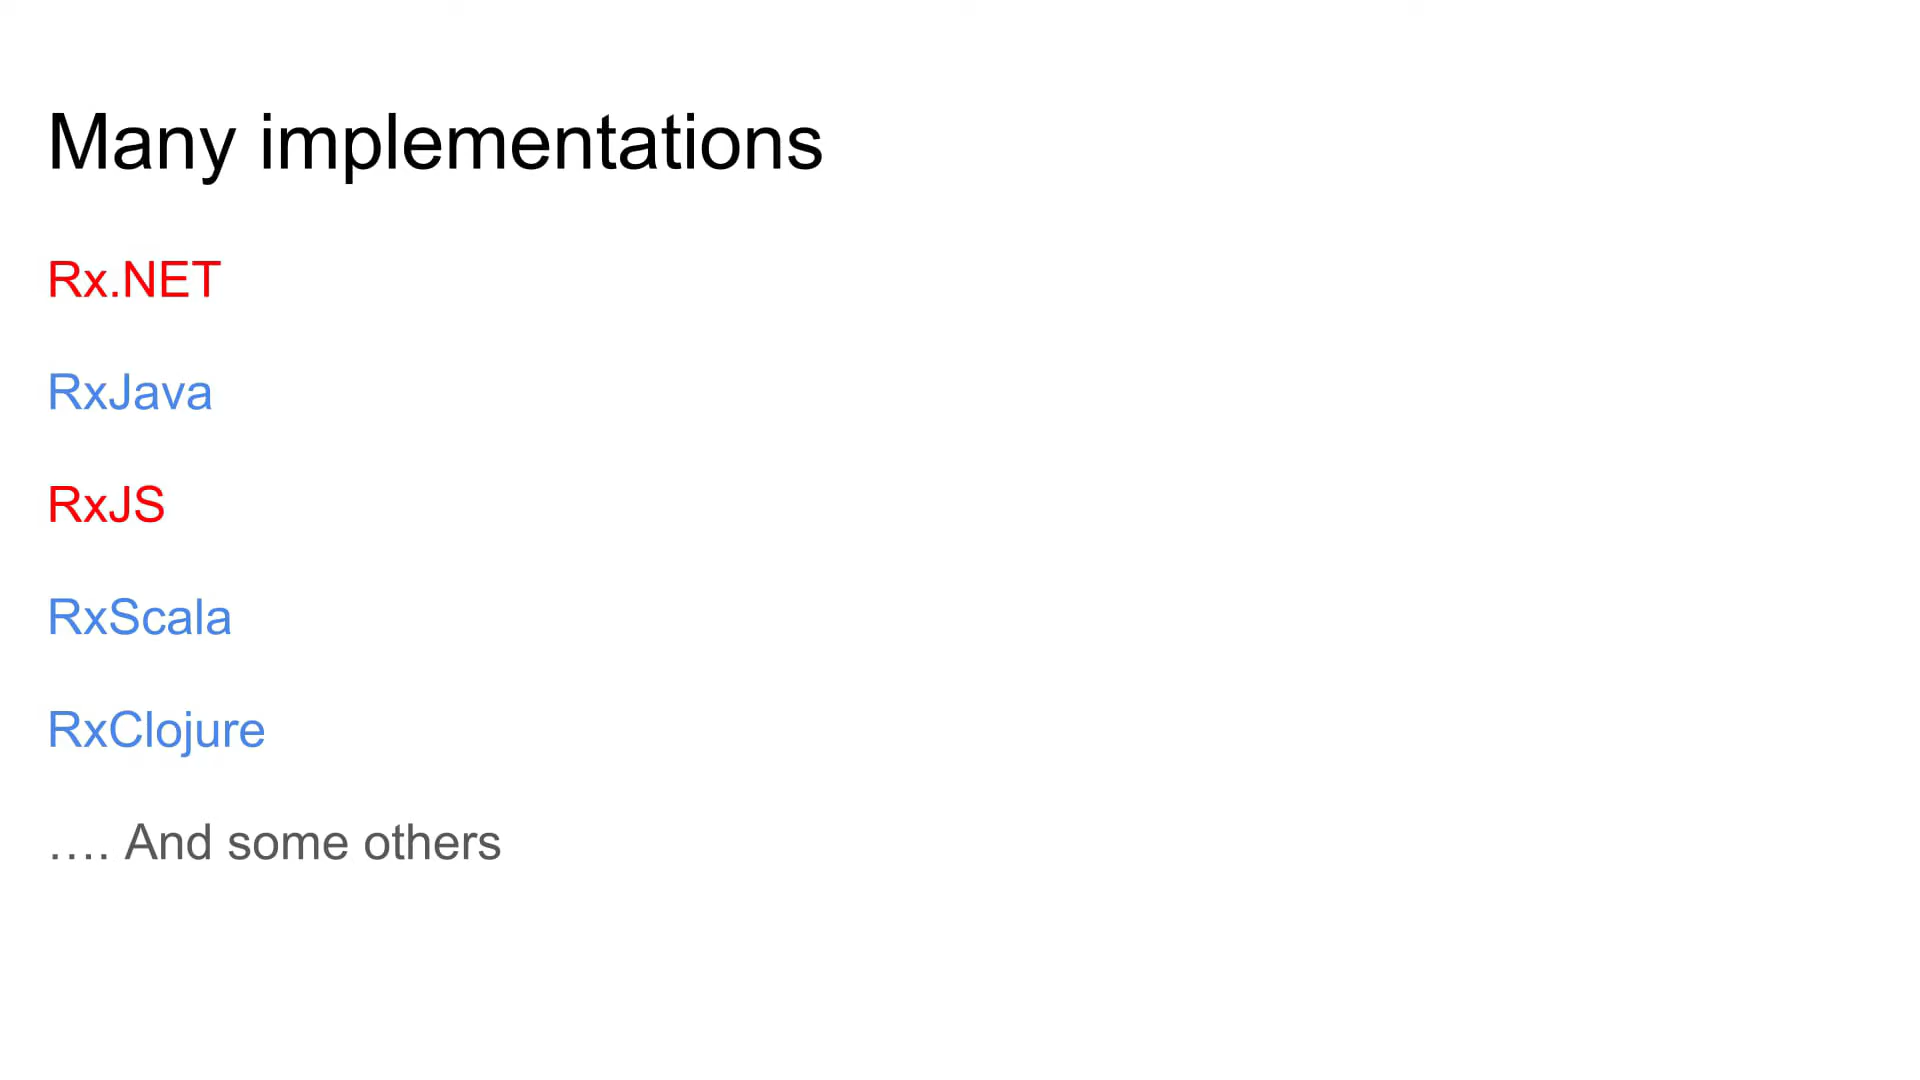 Many implementations
Rx.NET
RxJava
RxJS
RxScala
RxClojure
…. And some others